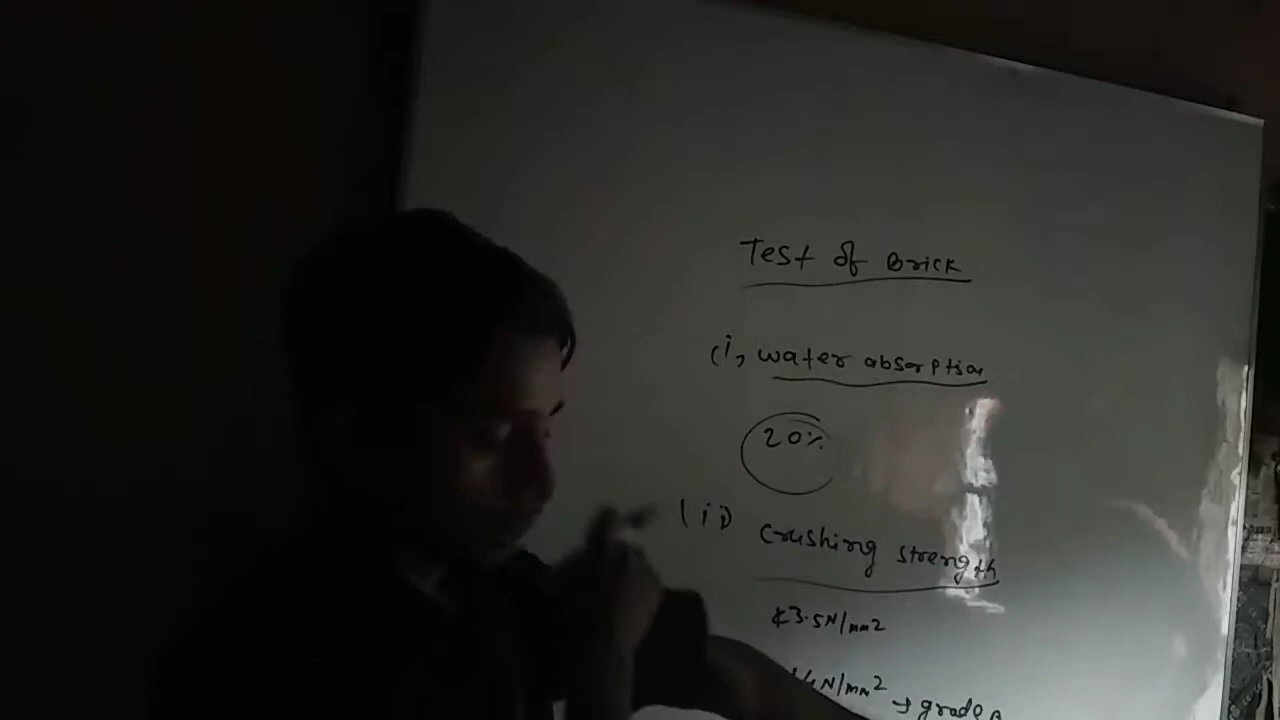 Test of Brick
(i) water absorption
20%
(ii) crushing strength
≮3.5N/mm2
N/mm2 → grade